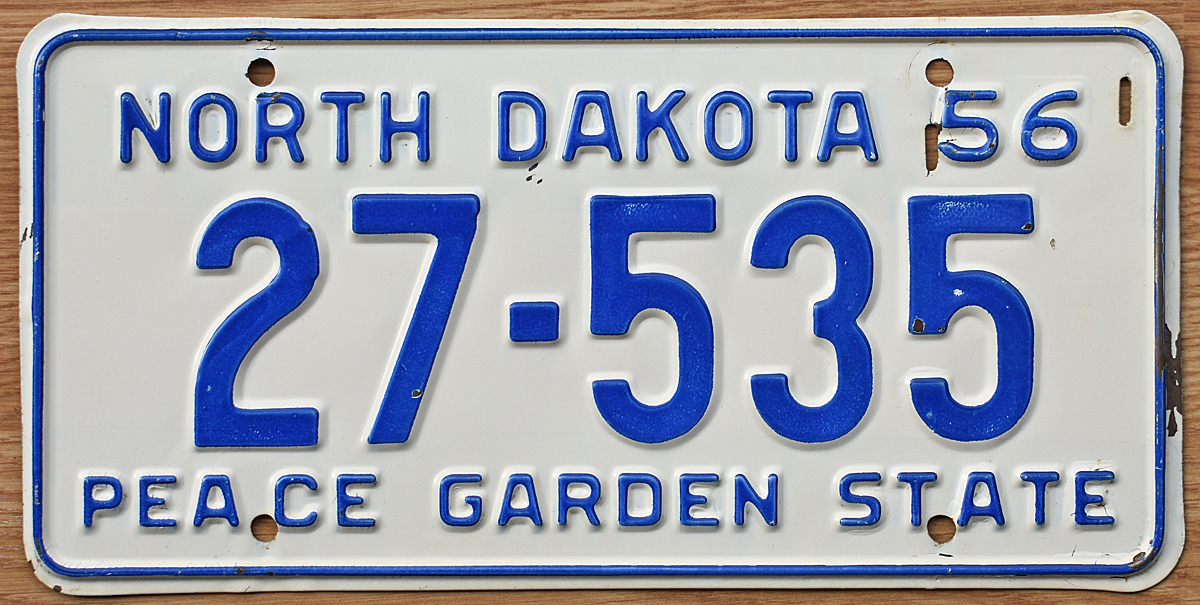 NORTH DAKOTA 56
27-535
PEACE GARDEN STATE